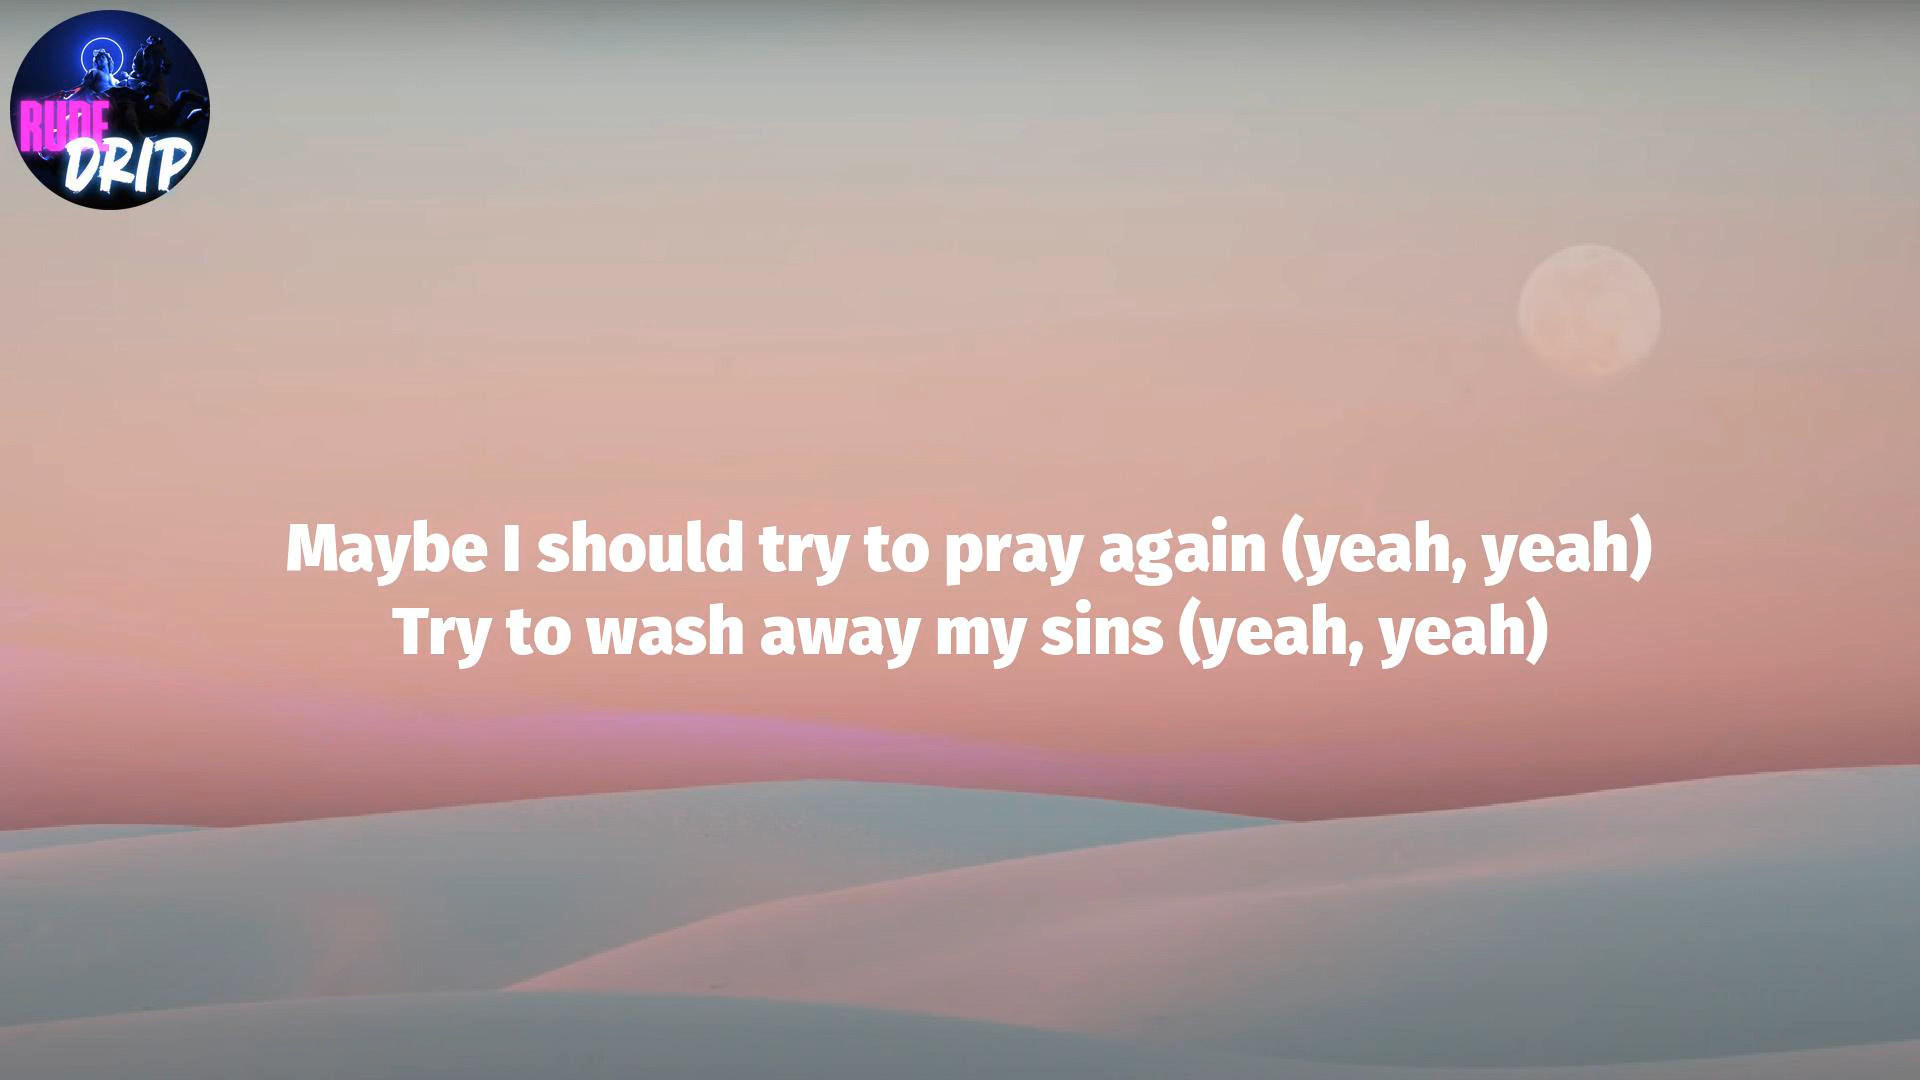 RUDE
DRIP
Maybe I should try to pray again (yeah, yeah)
Try to wash away my sins (yeah, yeah)